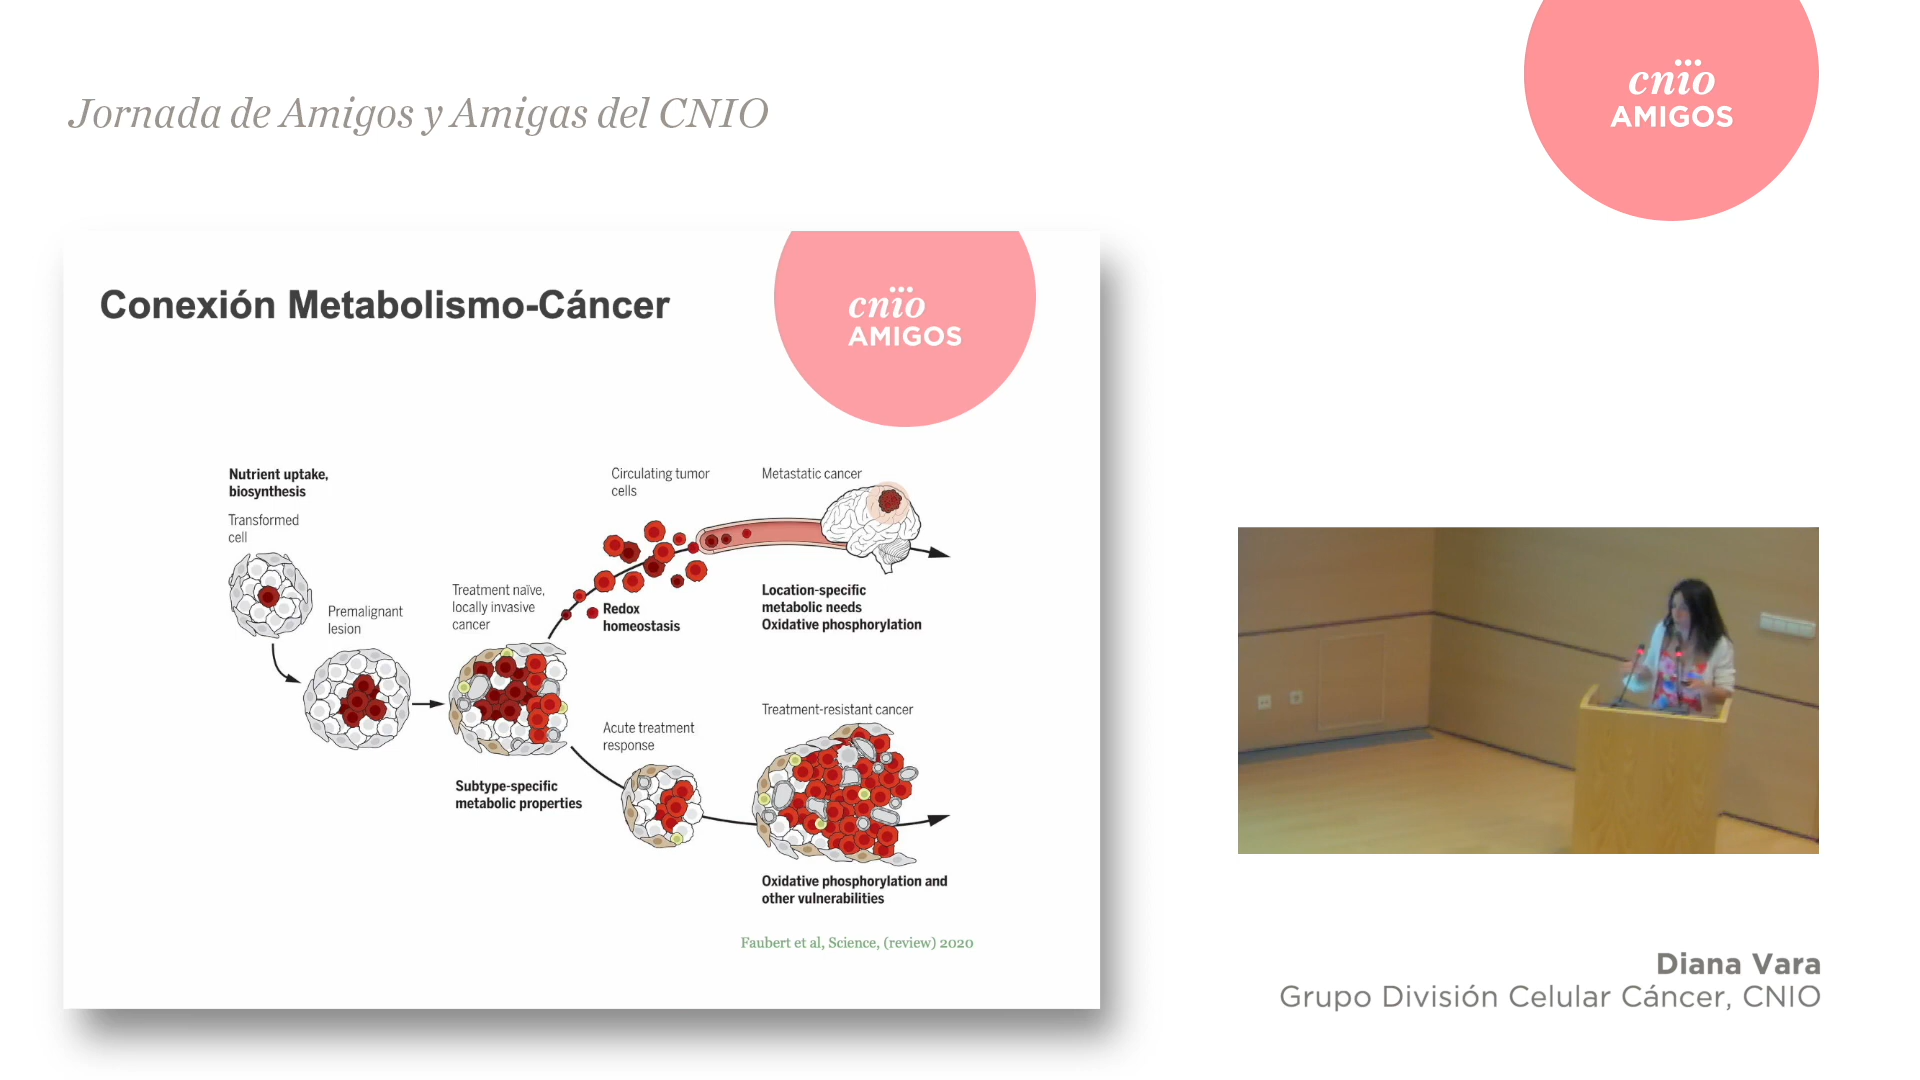 Jornada de Amigos y Amigas del CNIO
cnio
AMIGOS
Conexión Metabolismo-Cáncer
cnio
AMIGOS
Nutrient uptake,
biosynthesis
Transformed
cell
Premalignant
lesion
Treatment naïve,
locally invasive
cancer
Subtype-specific
metabolic properties
Circulating tumor
cells
Redox
homeostasis
Metastatic cancer
Location-specific
metabolic needs
Oxidative phosphorylation
Acute treatment
response
Treatment-resistant cancer
Oxidative phosphorylation and
other vulnerabilities
Faubert et al, Science, (review) 2020
Diana Vara
Grupo División Celular Cáncer, CNIO